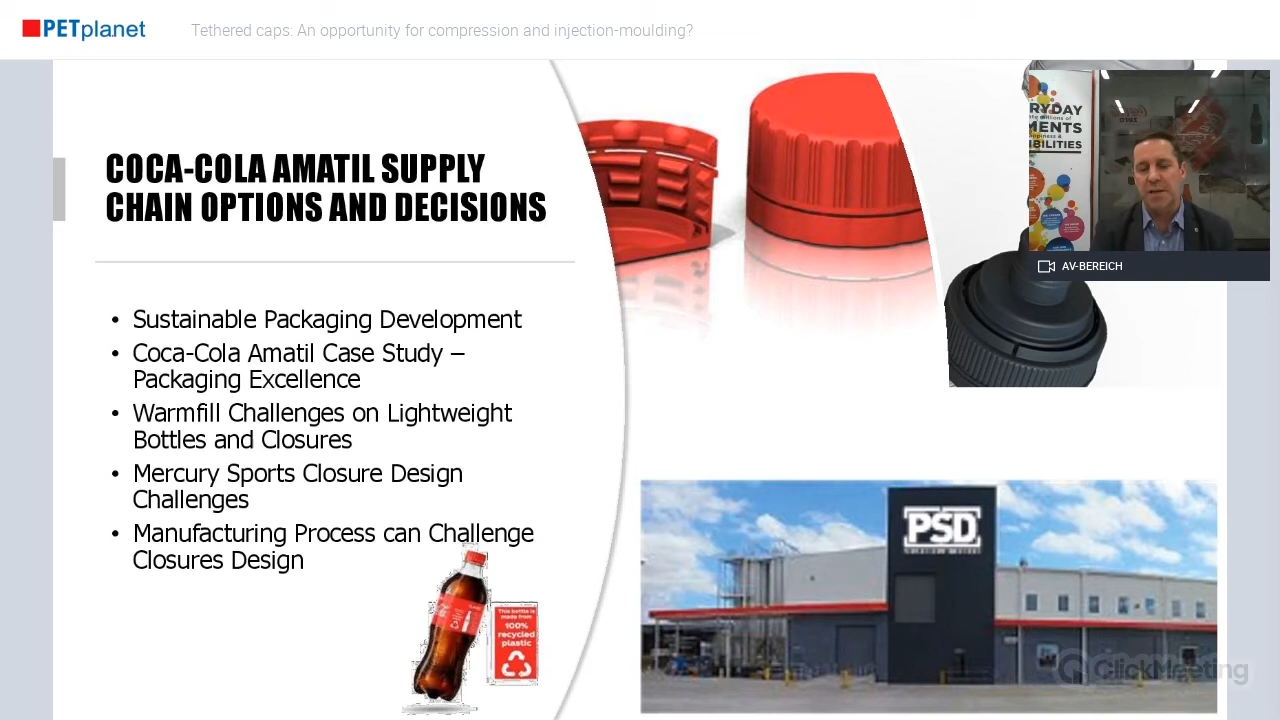 PETplanet
Tethered caps: An opportunity for compression and injection-moulding?
COCA-COLA AMATIL SUPPLY
CHAIN OPTIONS AND DECISIONS
• Sustainable Packaging Development
• Coca-Cola Amatil Case Study –
Packaging Excellence
• Warmfill Challenges on Lightweight
Bottles and Closures
• Mercury Sports Closure Design
Challenges
• Manufacturing Process can Challenge
Closures Design
This bottle is
made from
100%
recycled
plastic
RYDAY
MENTS
BILITIES
AV-BEREICH
PSD
ClickMeeting